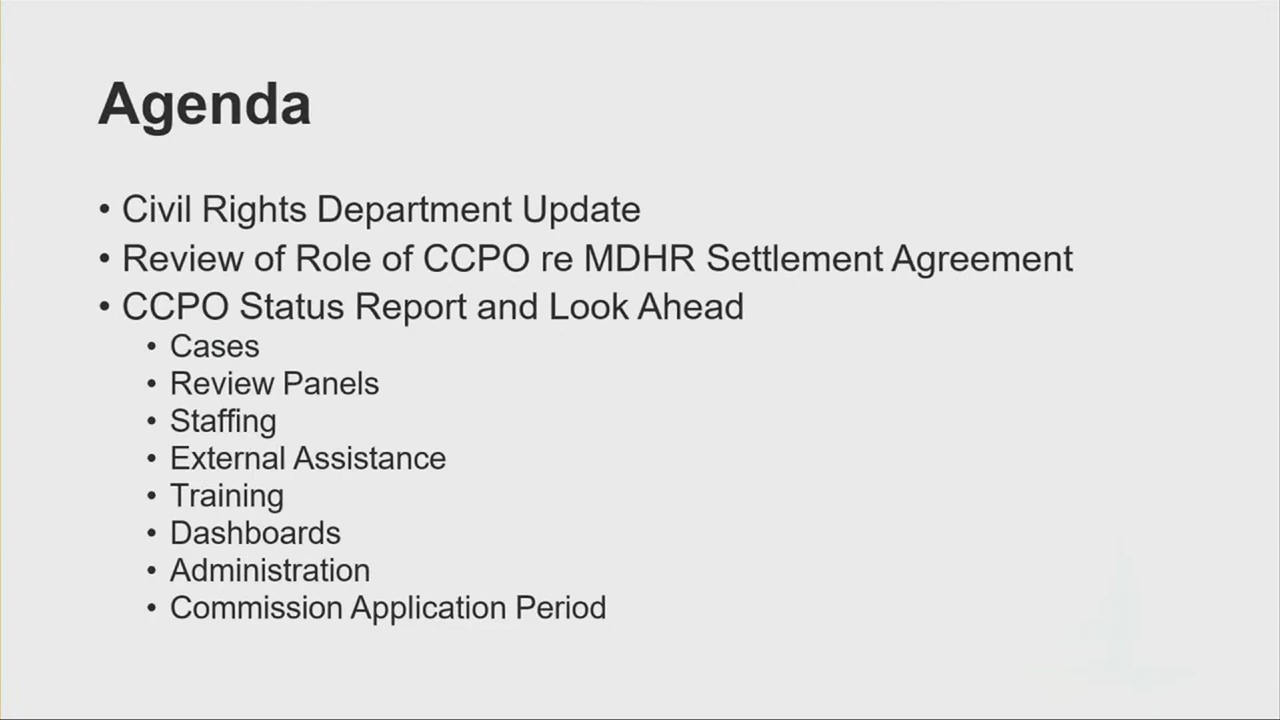 Agenda
• Civil Rights Department Update
• Review of Role of CCPO re MDHR Settlement Agreement
• CCPO Status Report and Look Ahead
• Cases
• Review Panels
• Staffing
• External Assistance
• Training
• Dashboards
• Administration
• Commission Application Period